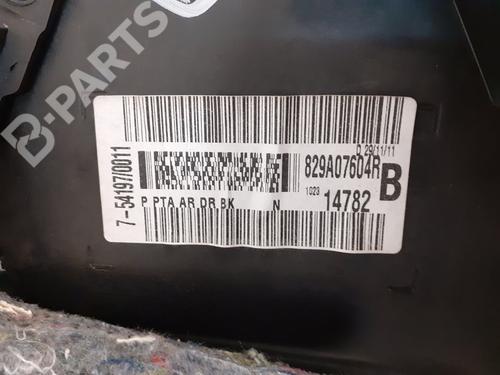 B-PARTS
D 29/11/11
7-54197/0011
829A07604R
B
1023
14782
P PTA AR DR BK N